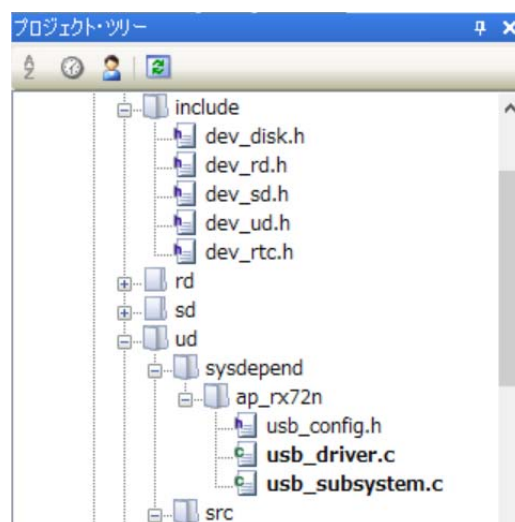 プロジェクト・ツリー
include
dev_disk.h
dev_rd.h
dev_sd.h
dev_ud.h
dev_rtc.h
rd
sd
ud
sysdepend
ap_rx72n
usb_config.h
usb_driver.c
usb_subsystem.c
src